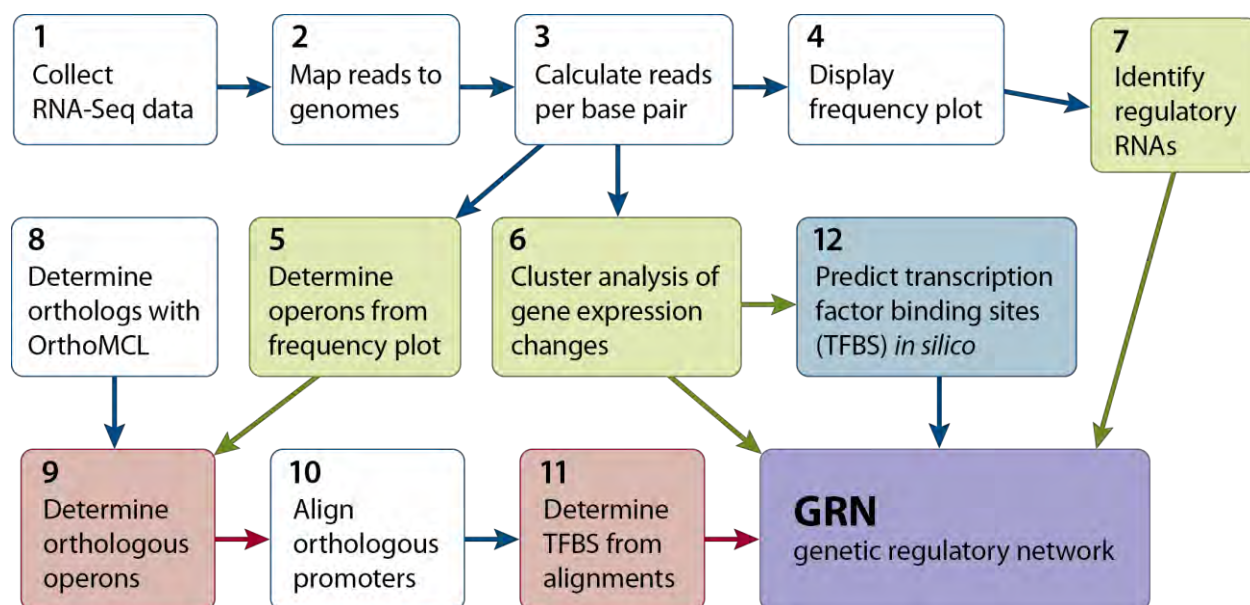 1
Collect
RNA-Seq data
2
Map reads to
genomes
3
Calculate reads
per base pair
4
Display
frequency plot
7
Identify
regulatory
RNAs
8
Determine
orthologs with
OrthoMCL
5
Determine
operons from
frequency plot
6
Cluster analysis of
gene expression
changes
12
Predict transcription
factor binding sites
(TFBS) in silico
9
Determine
orthologous
operons
10
Align
orthologous
promoters
11
Determine
TFBS from
alignments
GRN
genetic regulatory network